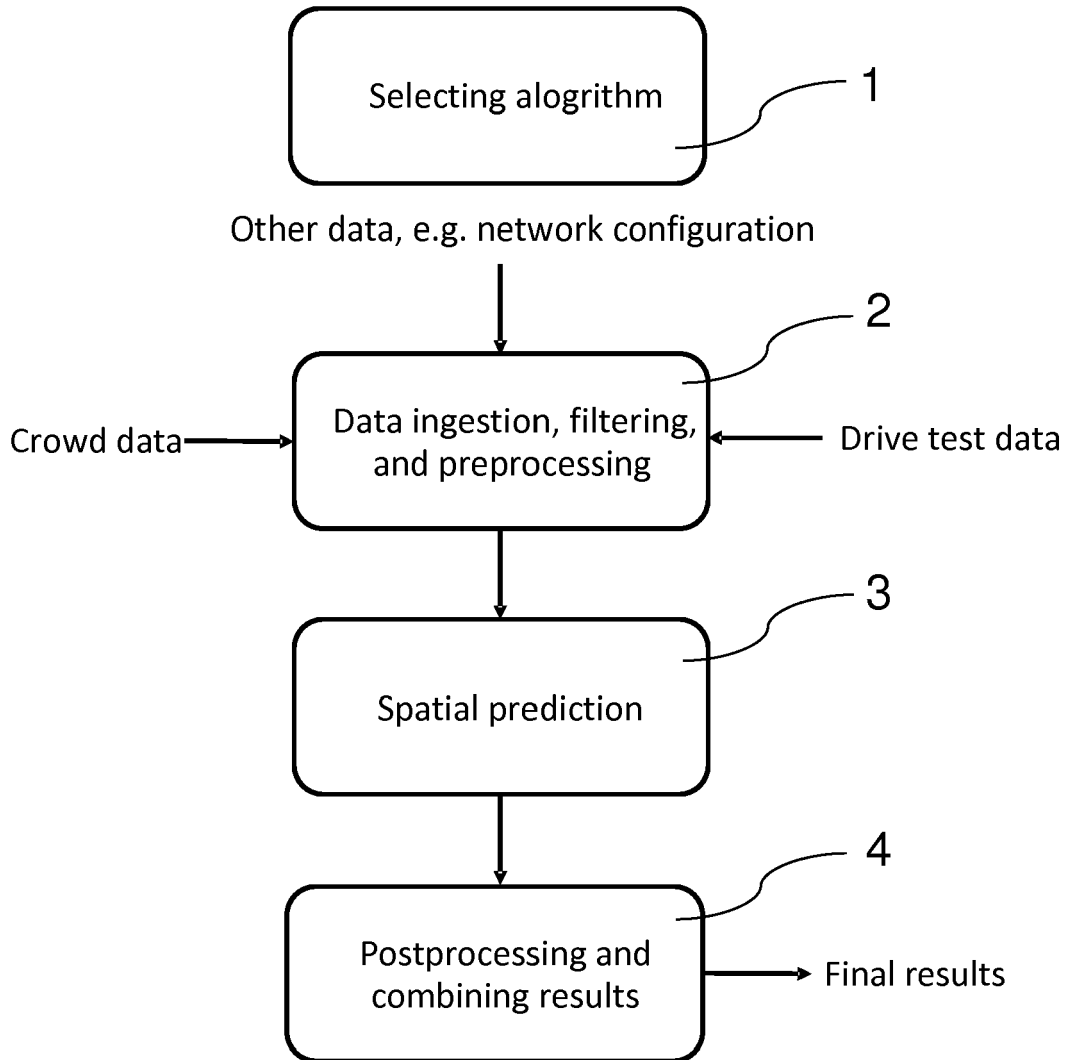 Selecting alogrithm
1
Other data, e.g. network configuration
2
Crowd data
Data ingestion, filtering,
and preprocessing
Drive test data
3
Spatial prediction
4
Postprocessing and
combining results
Final results